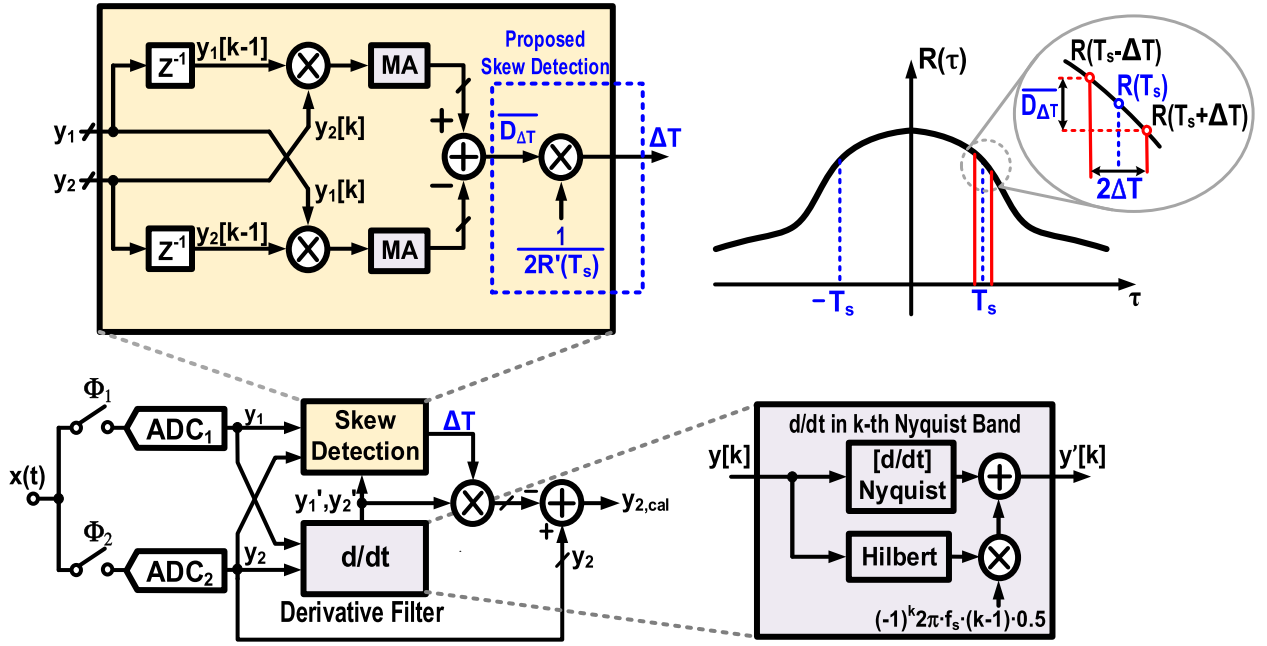 Proposed
Skew Detection
y₁[k-1]
Z⁻¹
MA
y₂[k]
+
D̅_ΔT
ΔT
y₁
y₂
−
y₁[k]
y₂[k-1]
Z⁻¹
MA
1
2R'(Tₛ)
R(τ)
R(Tₛ-ΔT)
R(Tₛ)
D̅_ΔT
R(Tₛ+ΔT)
2ΔT
−Tₛ
Tₛ
τ
Φ₁
ADC₁
y₁
Skew
Detection
ΔT
x(t)
y₁',y₂'
−
+
y₂,cal
Φ₂
ADC₂
y₂
d/dt
y₂
Derivative Filter
d/dt in k-th Nyquist Band
y[k]
[d/dt]
Nyquist
y'[k]
Hilbert
(-1)ᵏ2π·fₛ·(k-1)·0.5